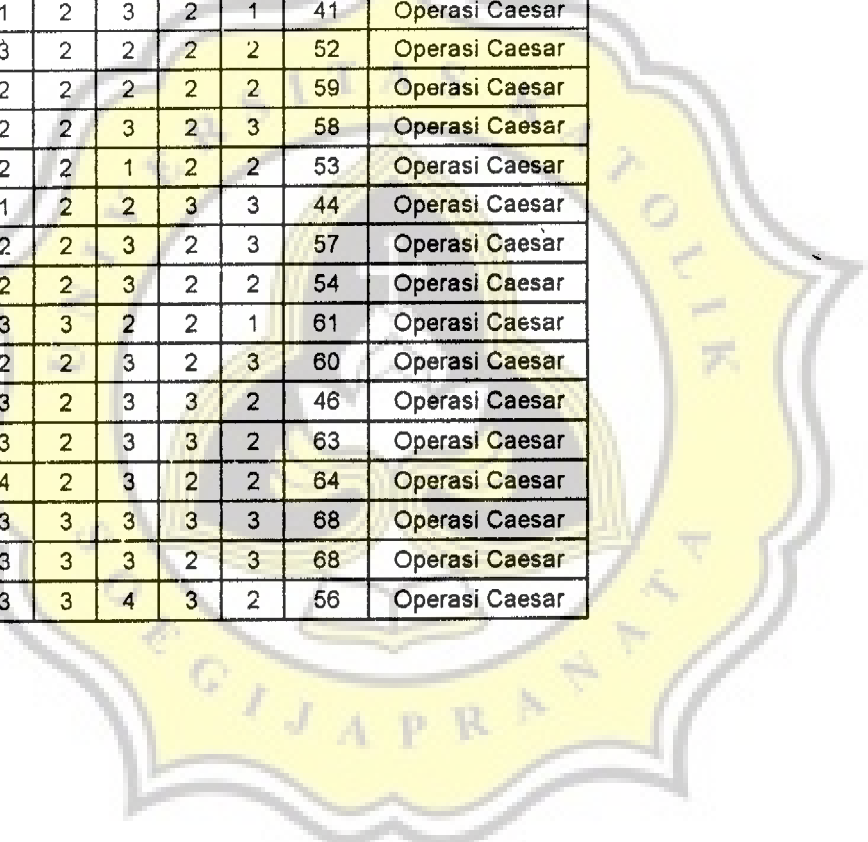 1 2 3 2 1 41 Operasi Caesar
3 2 2 2 2 52 Operasi Caesar
2 2 2 2 2 59 Operasi Caesar
2 2 3 2 3 58 Operasi Caesar
2 2 1 2 2 53 Operasi Caesar
1 2 2 3 3 44 Operasi Caesar
2 2 3 2 3 57 Operasi Caesar
2 2 3 2 2 54 Operasi Caesar
3 3 2 2 1 61 Operasi Caesar
2 2 3 2 3 60 Operasi Caesar
3 2 3 3 2 46 Operasi Caesar
3 2 3 3 2 63 Operasi Caesar
4 2 3 2 2 64 Operasi Caesar
3 3 3 3 3 68 Operasi Caesar
3 3 3 2 3 68 Operasi Caesar
3 3 4 3 2 56 Operasi Caesar
UNIVERSITAS KATOLIK
SOEGIJAPRANATA